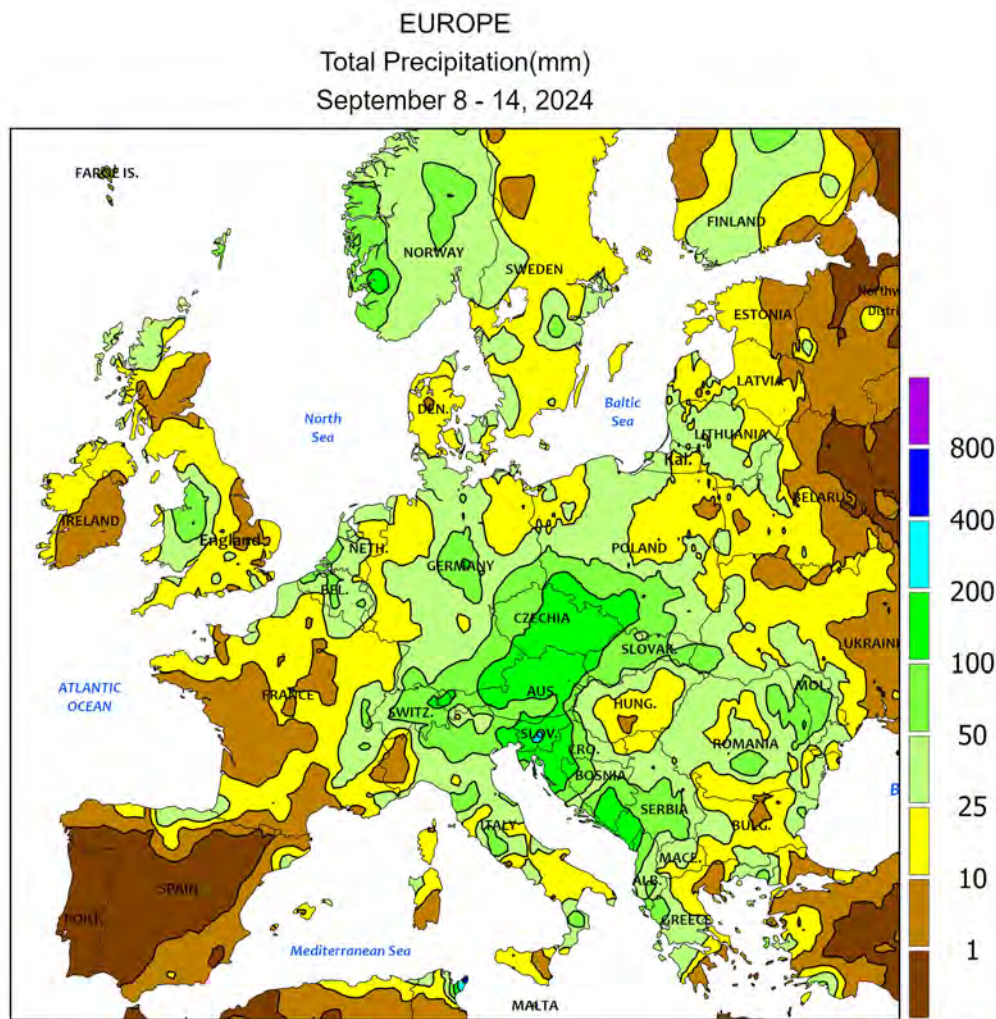 EUROPE
Total Precipitation(mm)
September 8 - 14, 2024
FAROE IS.
NORWAY
FINLAND
SWEDEN
ESTONIA
North
Sea
Baltic
Sea
DEN.
LATVIA
LITHUANIA
Kal.
BELARUS
IRELAND
England
NETH.
GERMANY
POLAND
BEL.
CZECHIA
SLOVAK.
UKRAIN
ATLANTIC
OCEAN
FRANCE
SWITZ.
AUS.
HUNG.
MOL.
SLOV.
CRO.
ROMANIA
BOSNIA
SERBIA
B
ITALY
BULG.
MACE.
SPAIN
ALB.
PORT.
GREECE
Mediterranean Sea
MALTA
800
400
200
100
50
25
10
1